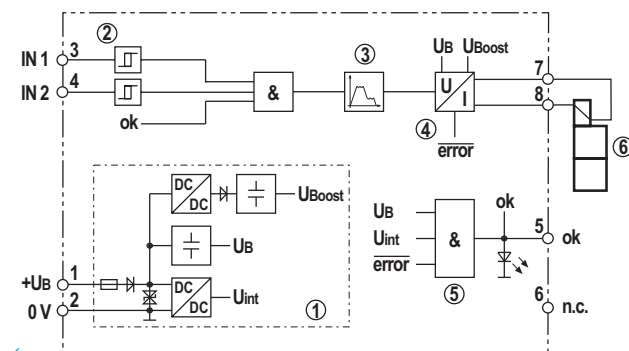 IN 1 3 ② ③ UB UBoost 7
IN 2 4 & U I 8
ok ④ error ⑥
DC DC UBoost
UB ok
UB
Uint & 5 ok
error
+UB 1 DC DC Uint ① ⑤ 6 n.c.
0 V 2